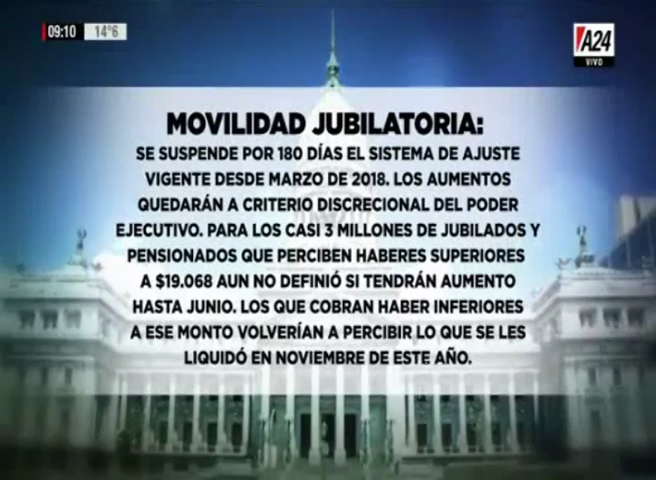 09:10 14°6
A24
VIVO
MOVILIDAD JUBILATORIA:
SE SUSPENDE POR 180 DÍAS EL SISTEMA DE AJUSTE
VIGENTE DESDE MARZO DE 2018. LOS AUMENTOS
QUEDARÁN A CRITERIO DISCRECIONAL DEL PODER
EJECUTIVO. PARA LOS CASI 3 MILLONES DE JUBILADOS Y
PENSIONADOS QUE PERCIBEN HABERES SUPERIORES
A $19.068 AUN NO DEFINIÓ SI TENDRÁN AUMENTO
HASTA JUNIO. LOS QUE COBRAN HABER INFERIORES
A ESE MONTO VOLVERÍAN A PERCIBIR LO QUE SE LES
LIQUIDÓ EN NOVIEMBRE DE ESTE AÑO.